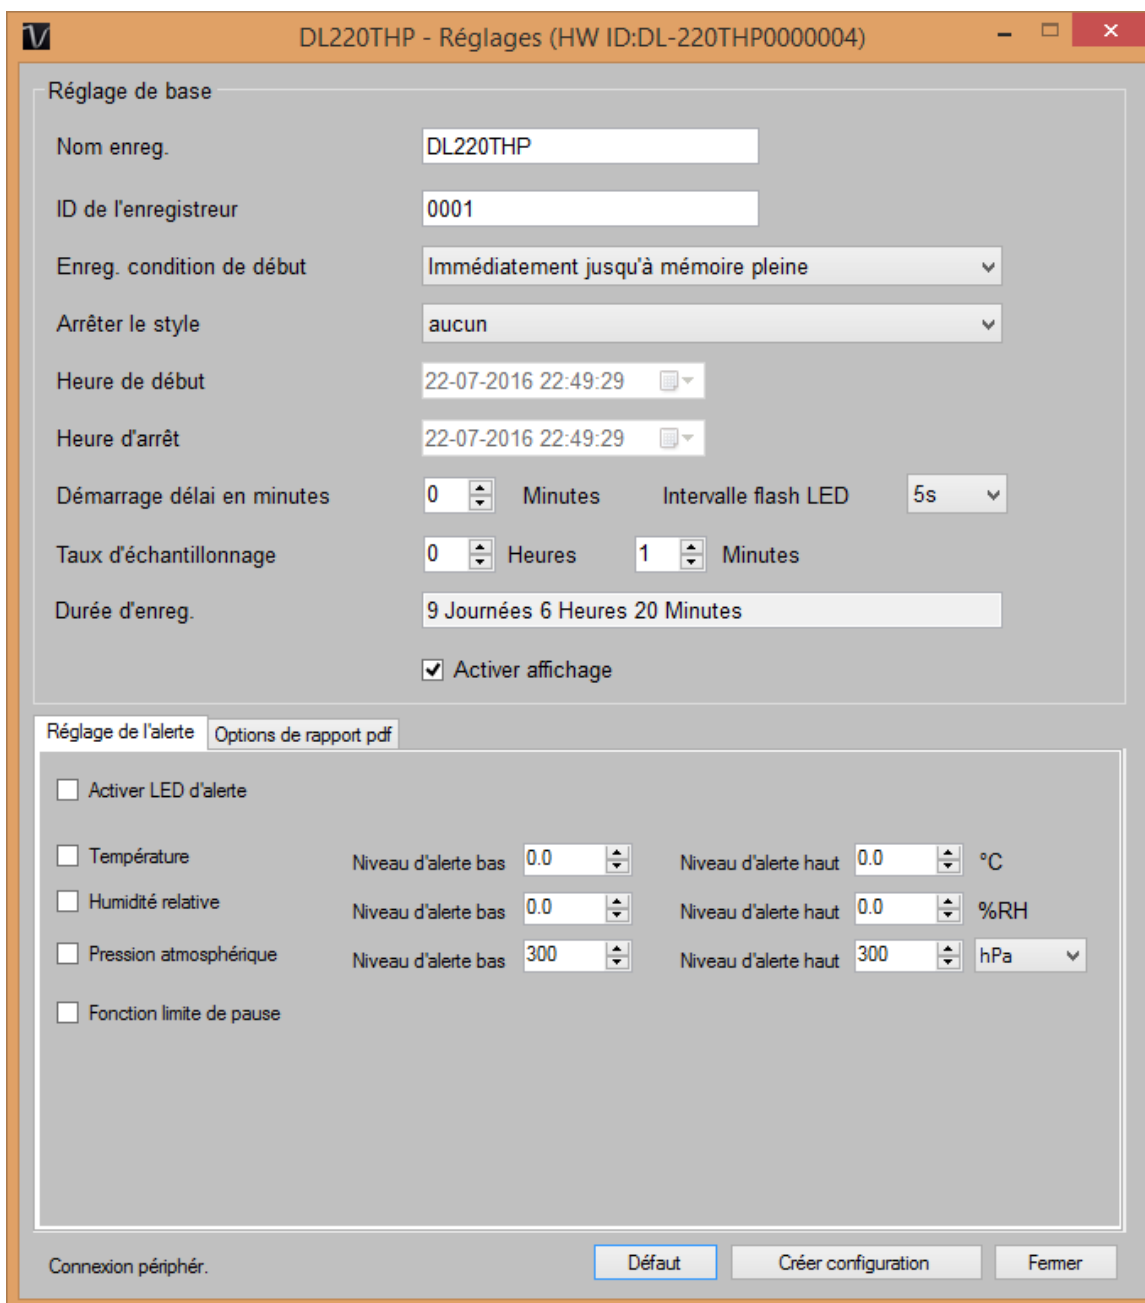 DL220THP - Réglages (HW ID:DL-220THP0000004)
Réglage de base
Nom enreg. DL220THP
ID de l'enregistreur 0001
Enreg. condition de début Immédiatement jusqu'à mémoire pleine
Arrêter le style aucun
Heure de début 22-07-2016 22:49:29
Heure d'arrêt 22-07-2016 22:49:29
Démarrage délai en minutes 0 Minutes Intervalle flash LED 5s
Taux d'échantillonnage 0 Heures 1 Minutes
Durée d'enreg. 9 Journées 6 Heures 20 Minutes
Activer affichage
Réglage de l'alerte Options de rapport pdf
Activer LED d'alerte
Température Niveau d'alerte bas 0.0 Niveau d'alerte haut 0.0 °C
Humidité relative Niveau d'alerte bas 0.0 Niveau d'alerte haut 0.0 %RH
Pression atmosphérique Niveau d'alerte bas 300 Niveau d'alerte haut 300 hPa
Fonction limite de pause
Connexion périphér. Défaut Créer configuration Fermer